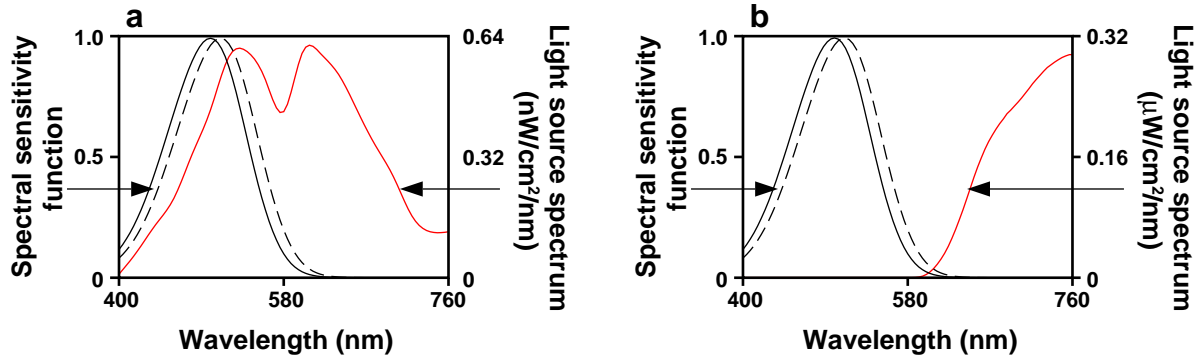 a
Spectral sensitivity
function
1.0
0.5
0
400
580
760
Wavelength (nm)
0.64
0.32
0
Light source spectrum
(nW/cm²/nm)
b
Spectral sensitivity
function
1.0
0.5
0
400
580
760
Wavelength (nm)
0.32
0.16
0
Light source spectrum
(μW/cm²/nm)